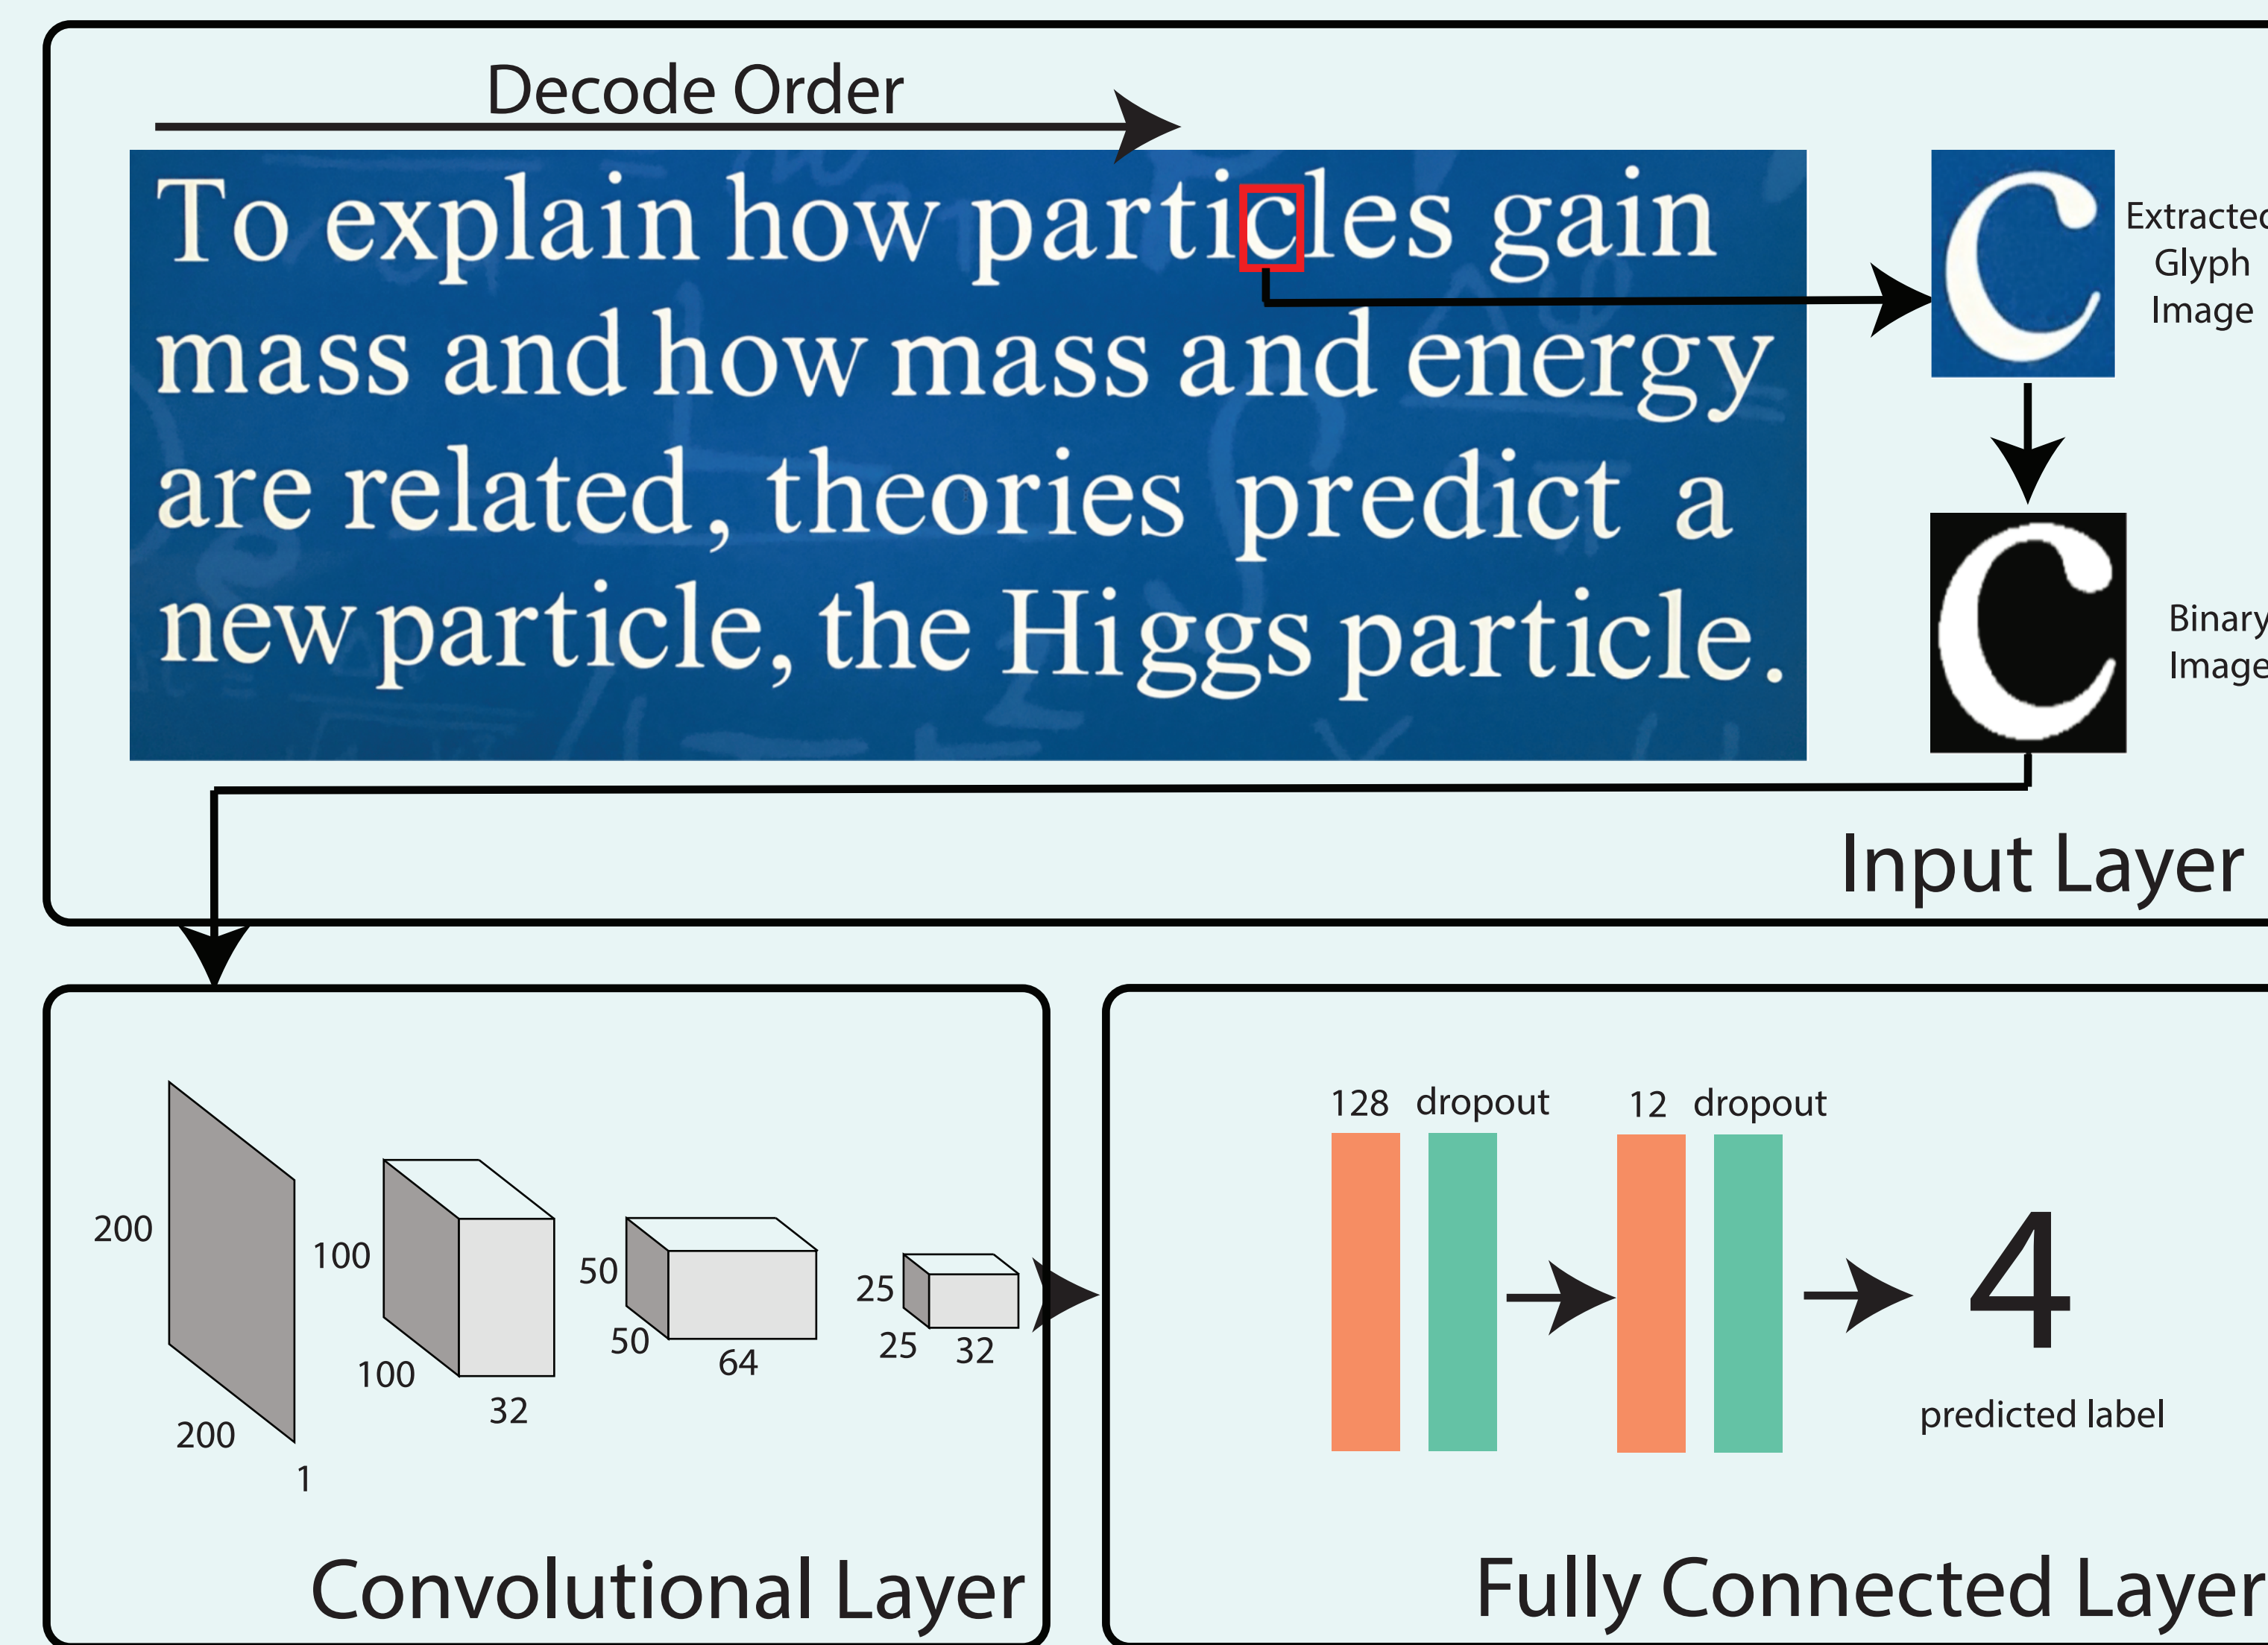 Decode Order
To explain how particles gain
mass and how mass and energy
are related, theories predict a
new particle, the Higgs particle.
C
Extracted
Glyph
Image
C
Binary
Image
Input Layer
200
200
1
100
100
32
50
50
64
25
25
32
Convolutional Layer
128 dropout 12 dropout
4
predicted label
Fully Connected Layer